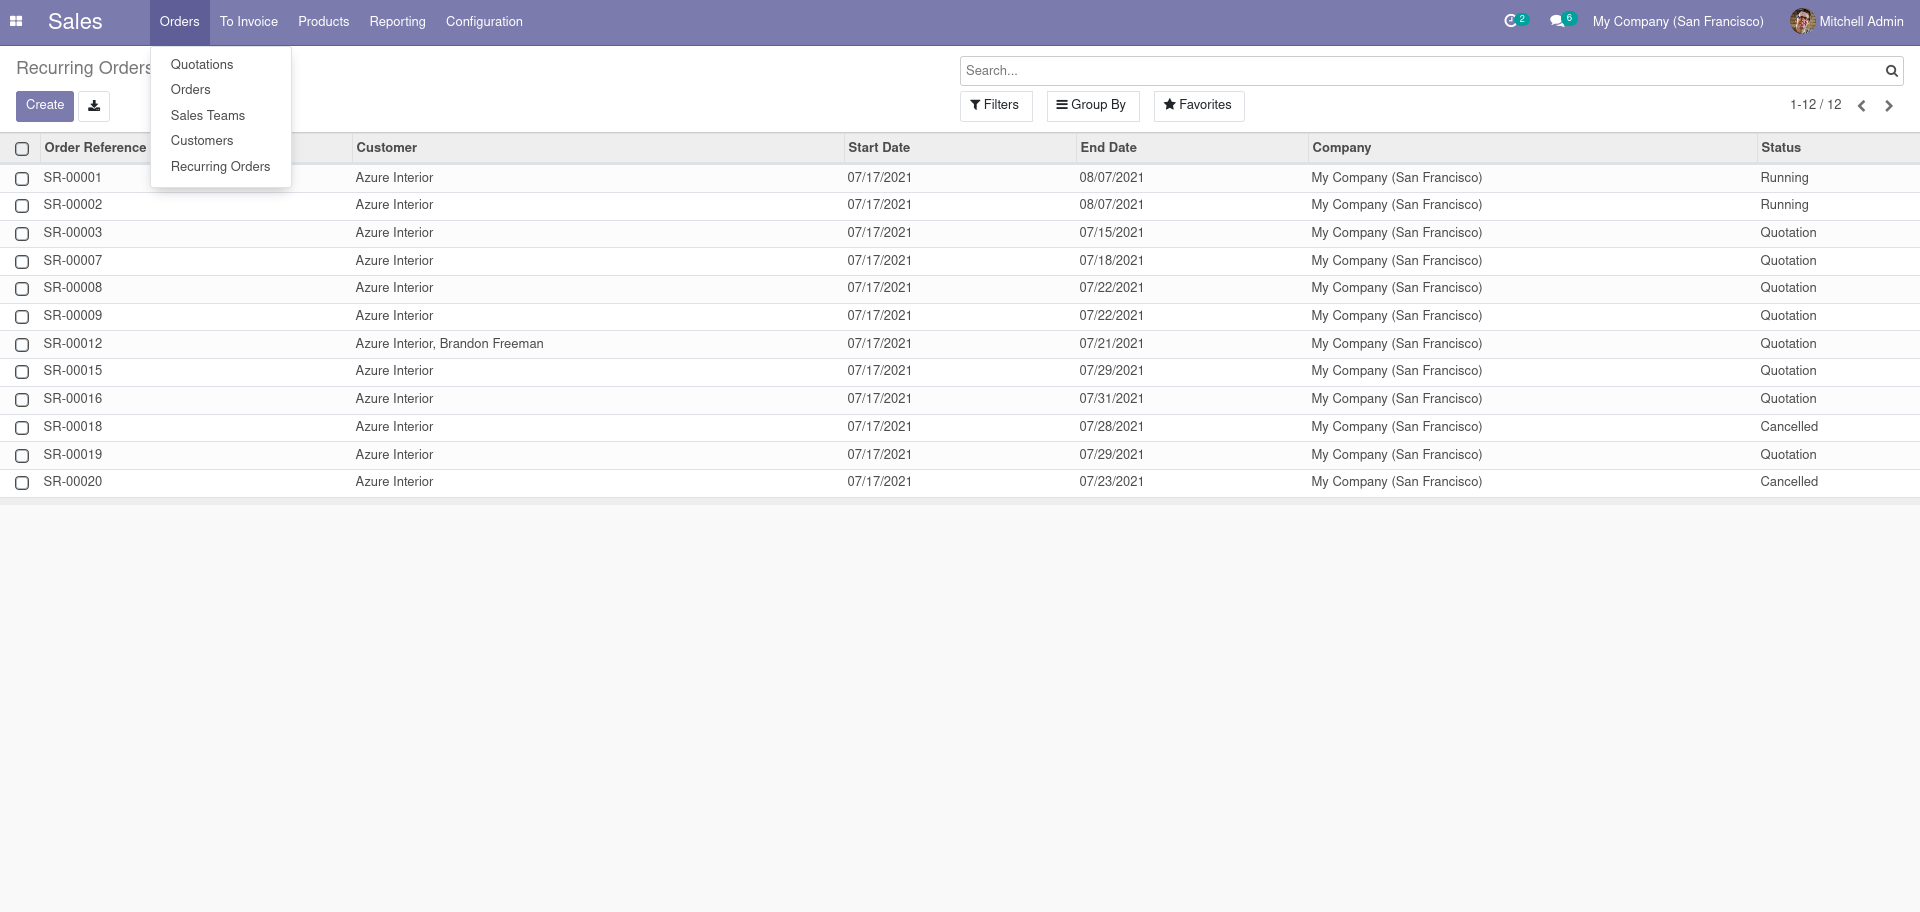 Sales Orders To Invoice Products Reporting Configuration 2 6 My Company (San Francisco) Mitchell Admin
Recurring Orders
Search...
Create
Filters Group By Favorites 1-12 / 12
Quotations
Orders
Sales Teams
Customers
Recurring Orders
Order Reference Customer Start Date End Date Company Status
SR-00001 Azure Interior 07/17/2021 08/07/2021 My Company (San Francisco) Running
SR-00002 Azure Interior 07/17/2021 08/07/2021 My Company (San Francisco) Running
SR-00003 Azure Interior 07/17/2021 07/15/2021 My Company (San Francisco) Quotation
SR-00007 Azure Interior 07/17/2021 07/18/2021 My Company (San Francisco) Quotation
SR-00008 Azure Interior 07/17/2021 07/22/2021 My Company (San Francisco) Quotation
SR-00009 Azure Interior 07/17/2021 07/22/2021 My Company (San Francisco) Quotation
SR-00012 Azure Interior, Brandon Freeman 07/17/2021 07/21/2021 My Company (San Francisco) Quotation
SR-00015 Azure Interior 07/17/2021 07/29/2021 My Company (San Francisco) Quotation
SR-00016 Azure Interior 07/17/2021 07/31/2021 My Company (San Francisco) Quotation
SR-00018 Azure Interior 07/17/2021 07/28/2021 My Company (San Francisco) Cancelled
SR-00019 Azure Interior 07/17/2021 07/29/2021 My Company (San Francisco) Quotation
SR-00020 Azure Interior 07/17/2021 07/23/2021 My Company (San Francisco) Cancelled